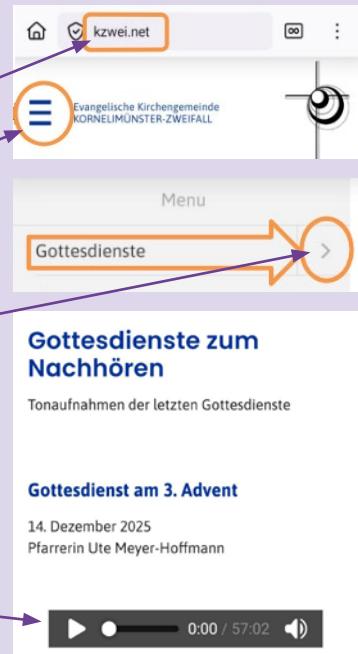 kzwei.net
Evangelische Kirchengemeinde
KORNELIMÜNSTER-ZWEIFALL
Menu
Gottesdienste
Gottesdienste zum
Nachhören
Tonaufnahmen der letzten Gottesdienste
Gottesdienst am 3. Advent
14. Dezember 2025
Pfarrerin Ute Meyer-Hoffmann
0:00 / 57:02